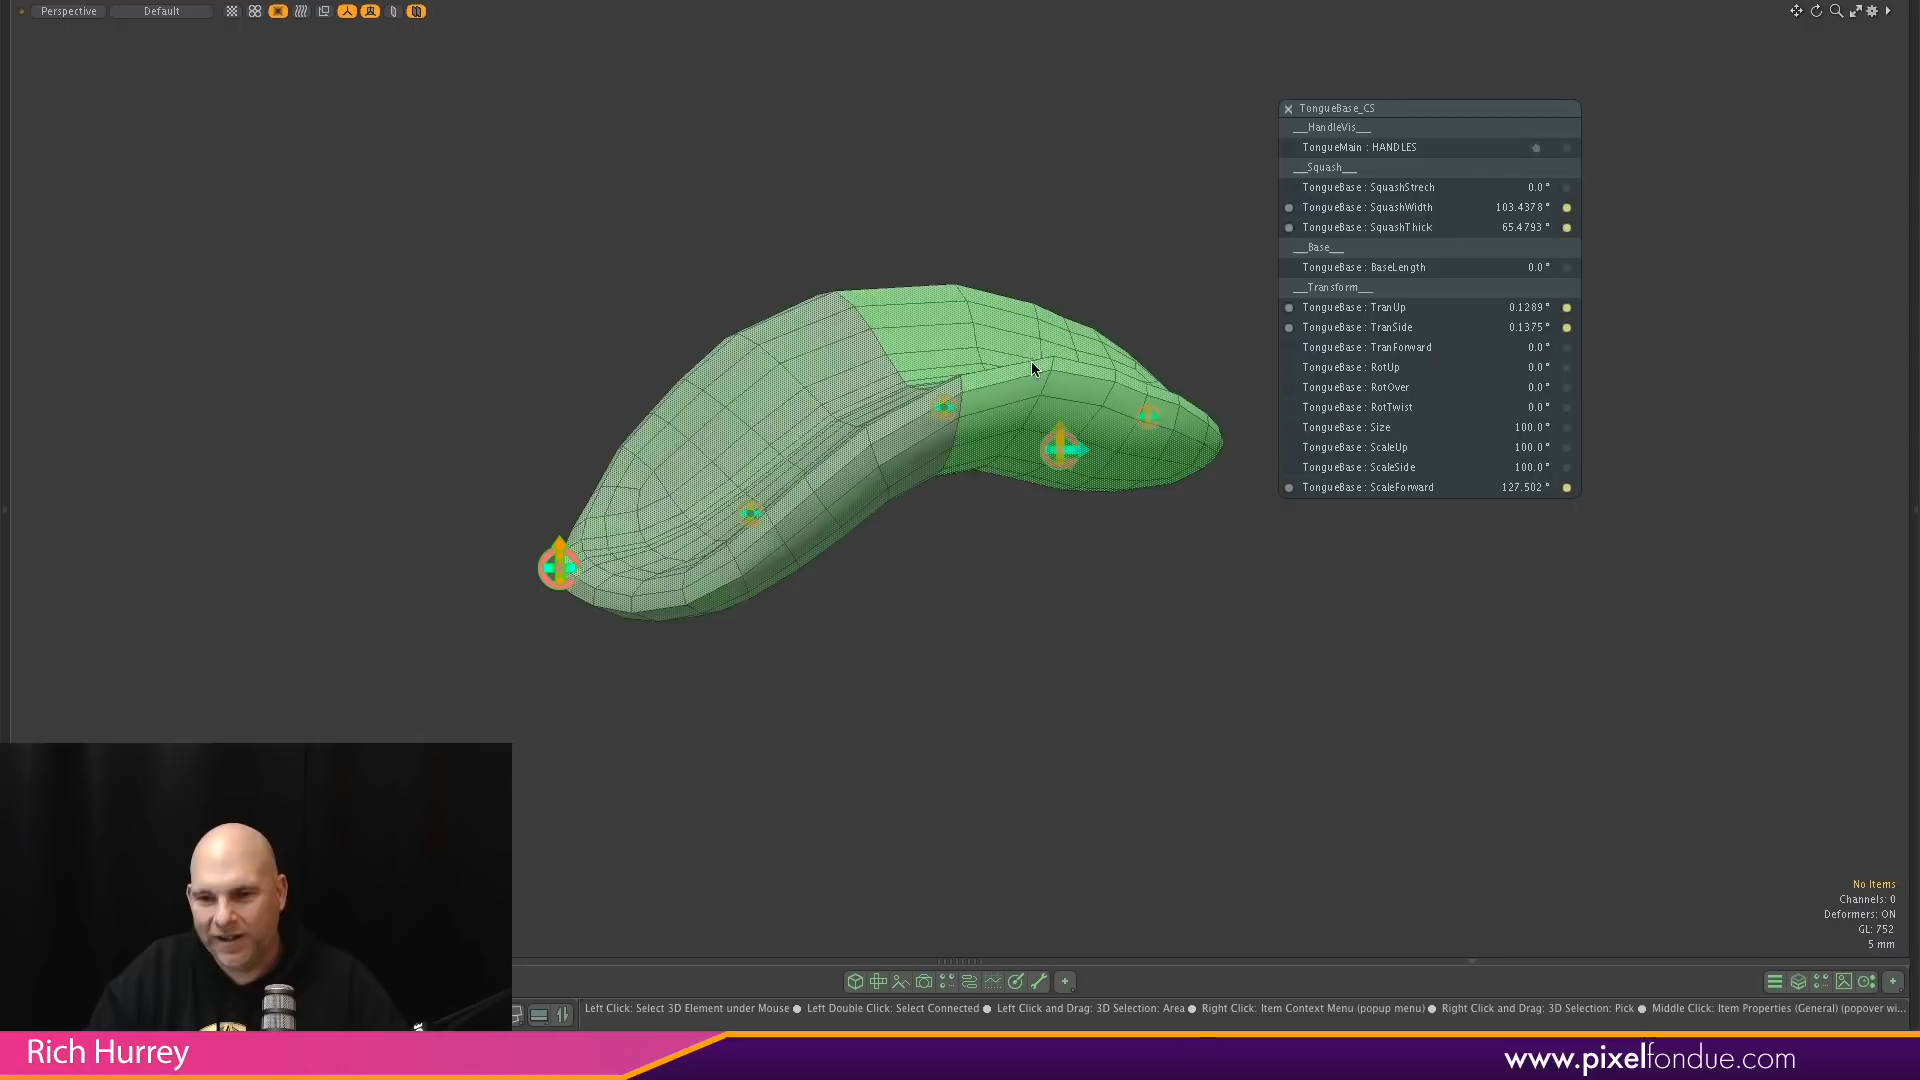 Perspective
Default
TongueBase_CS
__HandleVis__
TongueMain : HANDLES
__Squash__
TongueBase : SquashStrech 0.0 °
TongueBase : SquashWidth 103.4378 °
TongueBase : SquashThick 65.4793 °
__Base__
TongueBase : BaseLength 0.0 °
__Transform__
TongueBase : TranUp 0.1289 °
TongueBase : TranSide 0.1375 °
TongueBase : TranForward 0.0 °
TongueBase : RotUp 0.0 °
TongueBase : RotOver 0.0 °
TongueBase : RotTwist 0.0 °
TongueBase : Size 100.0 °
TongueBase : ScaleUp 100.0 °
TongueBase : ScaleSide 100.0 °
TongueBase : ScaleForward 127.502 °
No Items
Channels: 0
Deformers: ON
GL: 752
5 mm
Left Click: Select 3D Element under Mouse ● Left Double Click: Select Connected ● Left Click and Drag: 3D Selection: Area ● Right Click: Item Context Menu (popup menu) ● Right Click and Drag: 3D Selection: Pick ● Middle Click: Item Properties (General) (popover wi...
Rich Hurrey
www.pixelfondue.com